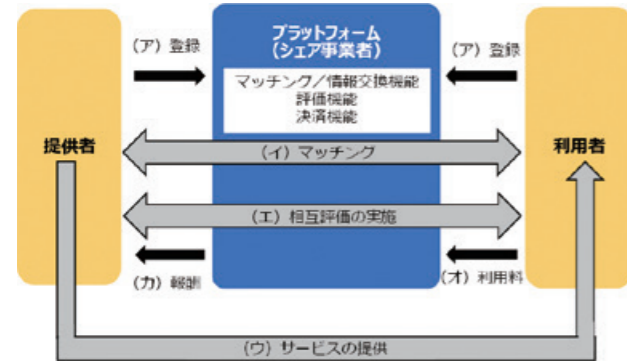 プラットフォーム
(シェア事業者)
(ア) 登録
(ア) 登録
マッチング/情報交換機能
評価機能
決済機能
提供者
(イ) マッチング
利用者
(エ) 相互評価の実施
(カ) 報酬
(オ) 利用料
(ウ) サービスの提供